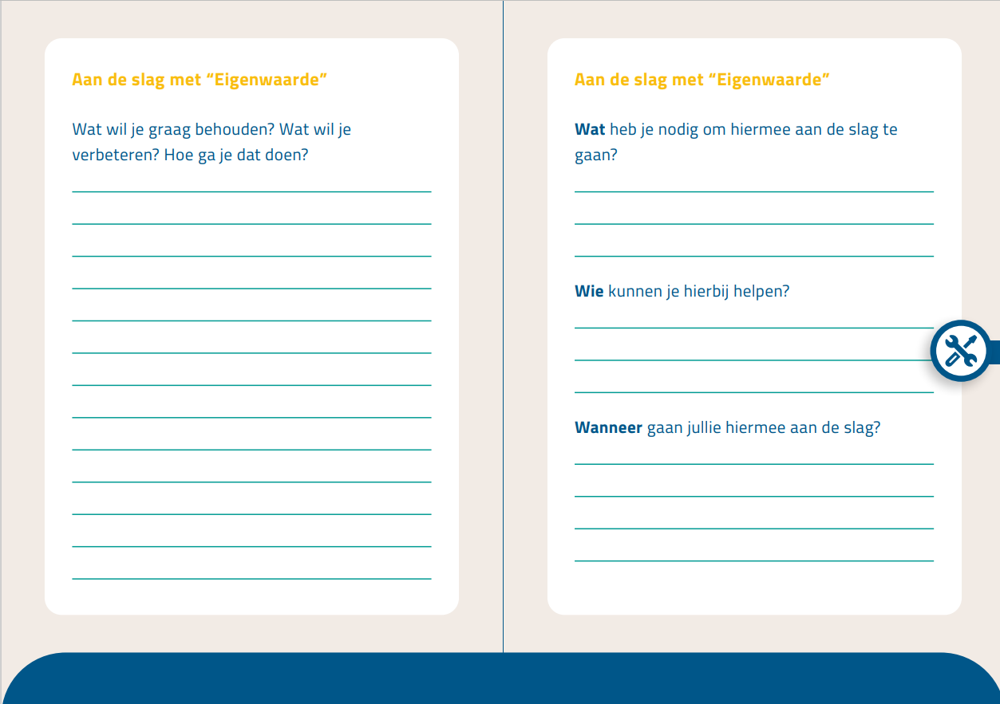 Aan de slag met “Eigenwaarde”
Wat wil je graag behouden? Wat wil je
verbeteren? Hoe ga je dat doen?
Aan de slag met “Eigenwaarde”
Wat heb je nodig om hiermee aan de slag te
gaan?
Wie kunnen je hierbij helpen?
Wanneer gaan jullie hiermee aan de slag?